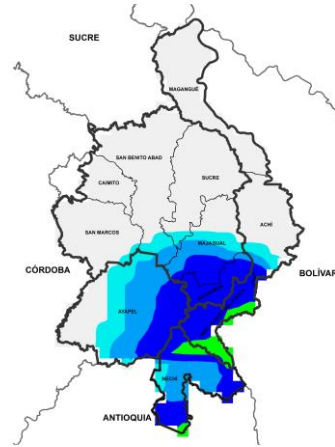 SUCRE
MAGANGUÉ
SAN BENITO ABAD
SUCRE
CAIMITO
SAN MARCOS
ACHÍ
MAJAGUAL
CÓRDOBA
BOLÍVAR
AYAPEL
NECHÍ
ANTIOQUIA